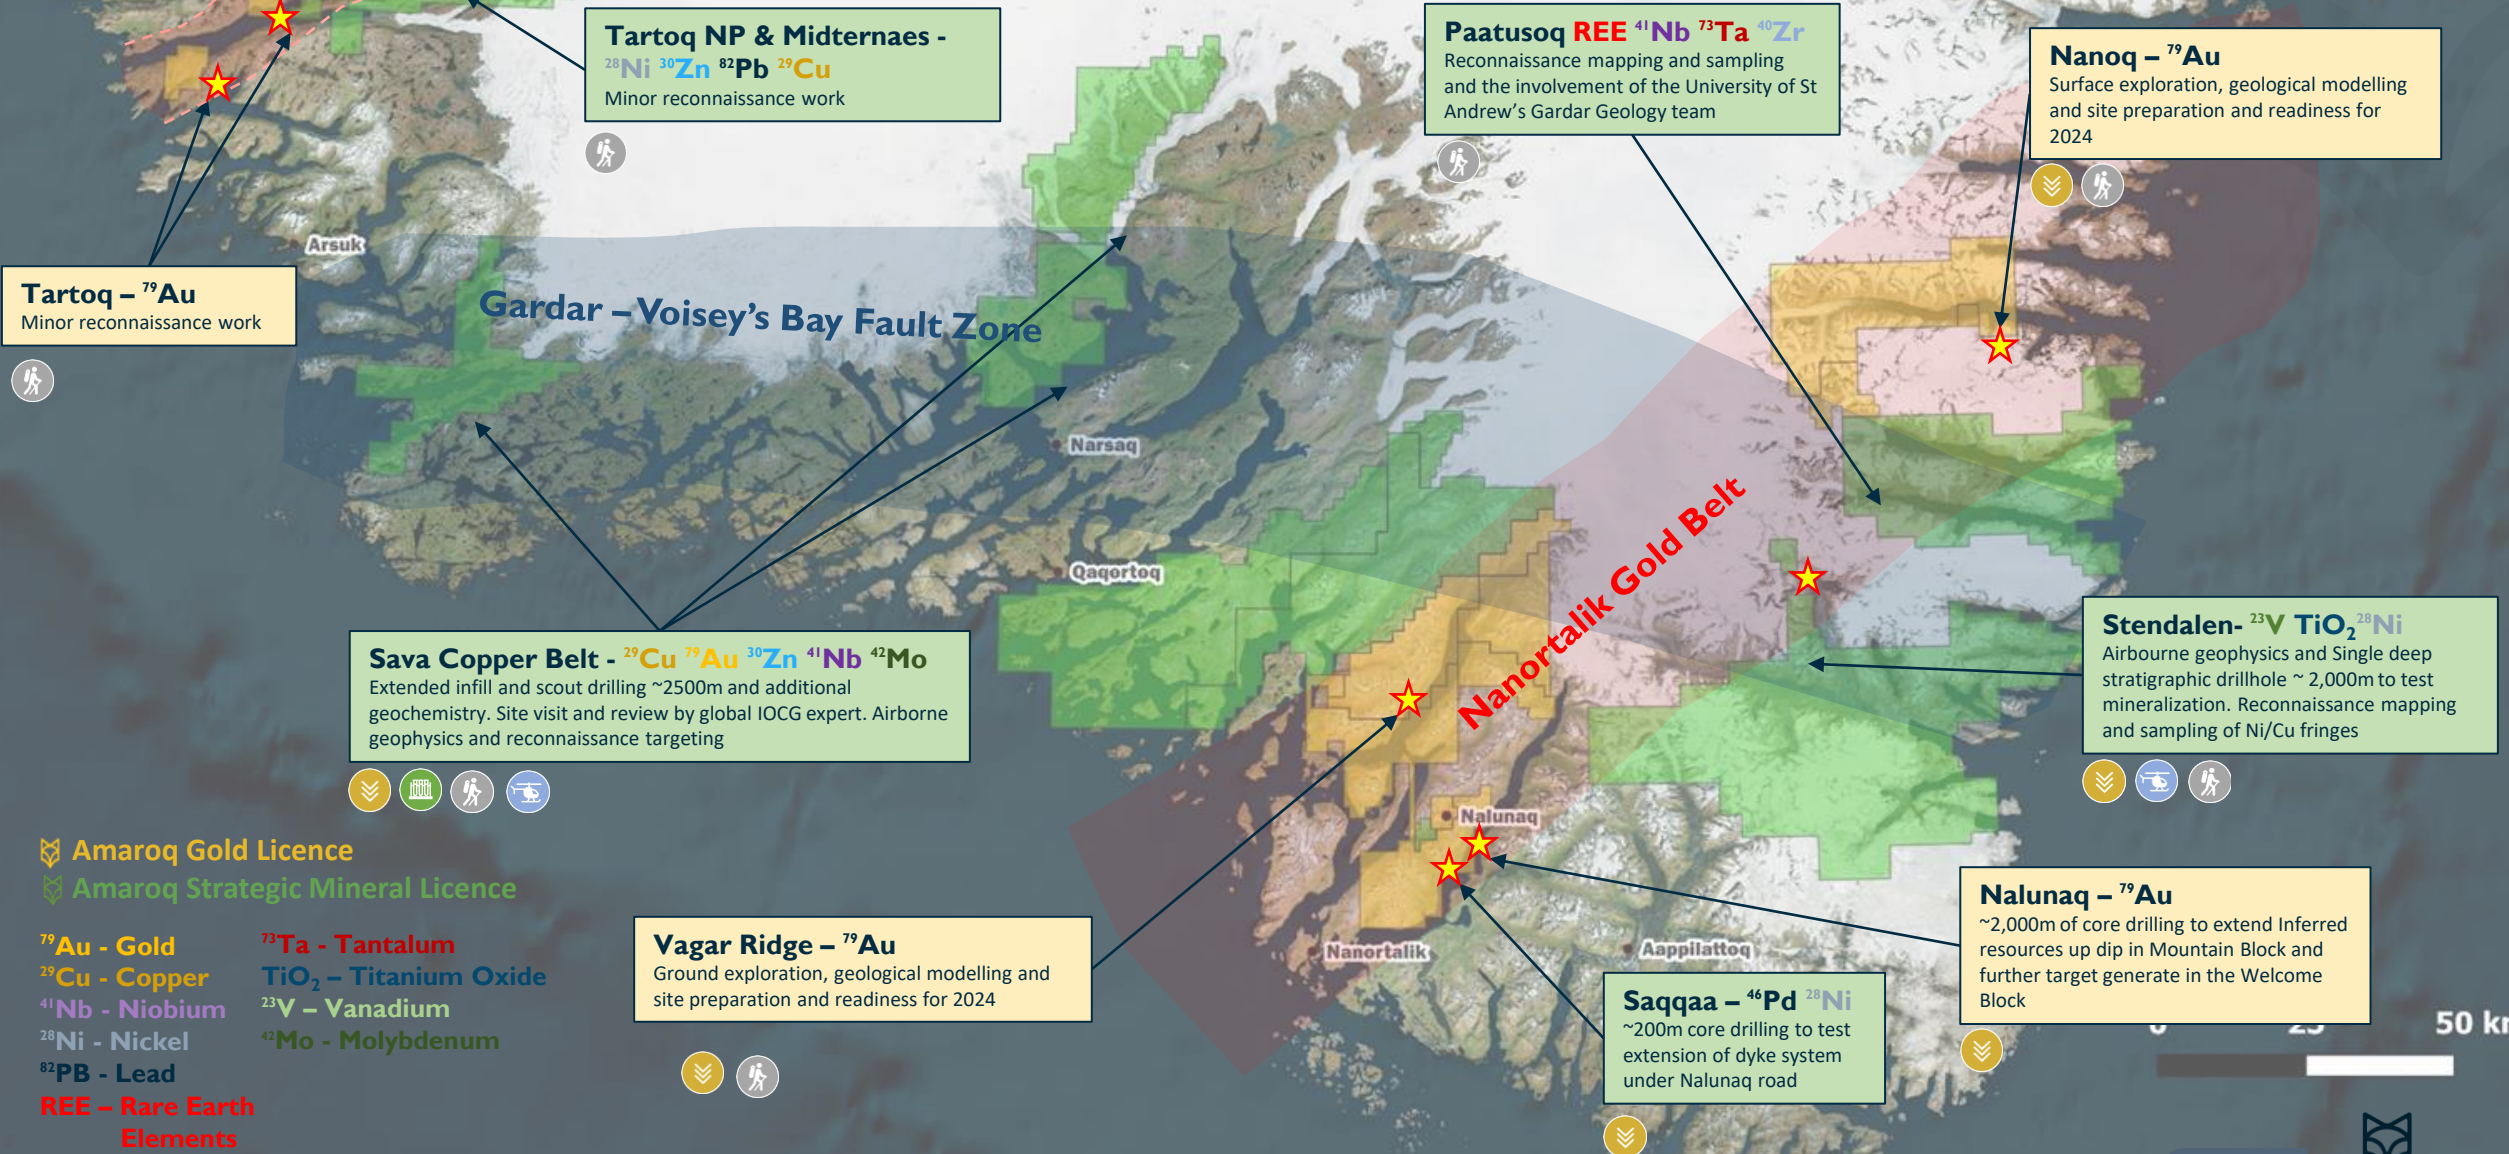 Tartoq NP & Midternaes -
²⁸Ni ³⁰Zn ⁸²Pb ²⁹Cu
Minor reconnaissance work
Paatusoq REE ⁴¹Nb ⁷³Ta ⁴⁰Zr
Reconnaissance mapping and sampling
and the involvement of the University of St
Andrew's Gardar Geology team
Nanoq – ⁷⁹Au
Surface exploration, geological modelling
and site preparation and readiness for
2024
Arsuk
Tartoq – ⁷⁹Au
Minor reconnaissance work
Gardar – Voisey's Bay Fault Zone
Narsaq
Nanortalik Gold Belt
Qaqortoq
Sava Copper Belt - ²⁹Cu ⁷⁹Au ³⁰Zn ⁴¹Nb ⁴²Mo
Extended infill and scout drilling ~2500m and additional
geochemistry. Site visit and review by global IOCG expert. Airborne
geophysics and reconnaissance targeting
Stendalen- ²³V TiO₂ ²⁸Ni
Airbourne geophysics and Single deep
stratigraphic drillhole ~ 2,000m to test
mineralization. Reconnaissance mapping
and sampling of Ni/Cu fringes
Nalunaq
Amaroq Gold Licence
Amaroq Strategic Mineral Licence
⁷⁹Au - Gold
²⁹Cu - Copper
⁴¹Nb - Niobium
²⁸Ni - Nickel
⁸²PB - Lead
REE – Rare Earth
Elements
⁷³Ta - Tantalum
TiO₂ – Titanium Oxide
²³V – Vanadium
⁴²Mo - Molybdenum
Vagar Ridge – ⁷⁹Au
Ground exploration, geological modelling and
site preparation and readiness for 2024
Nanortalik
Aappilattoq
Saqqaa – ⁴⁶Pd ²⁸Ni
~200m core drilling to test
extension of dyke system
under Nalunaq road
Nalunaq – ⁷⁹Au
~2,000m of core drilling to extend Inferred
resources up dip in Mountain Block and
further target generate in the Welcome
Block
0 25 50 km